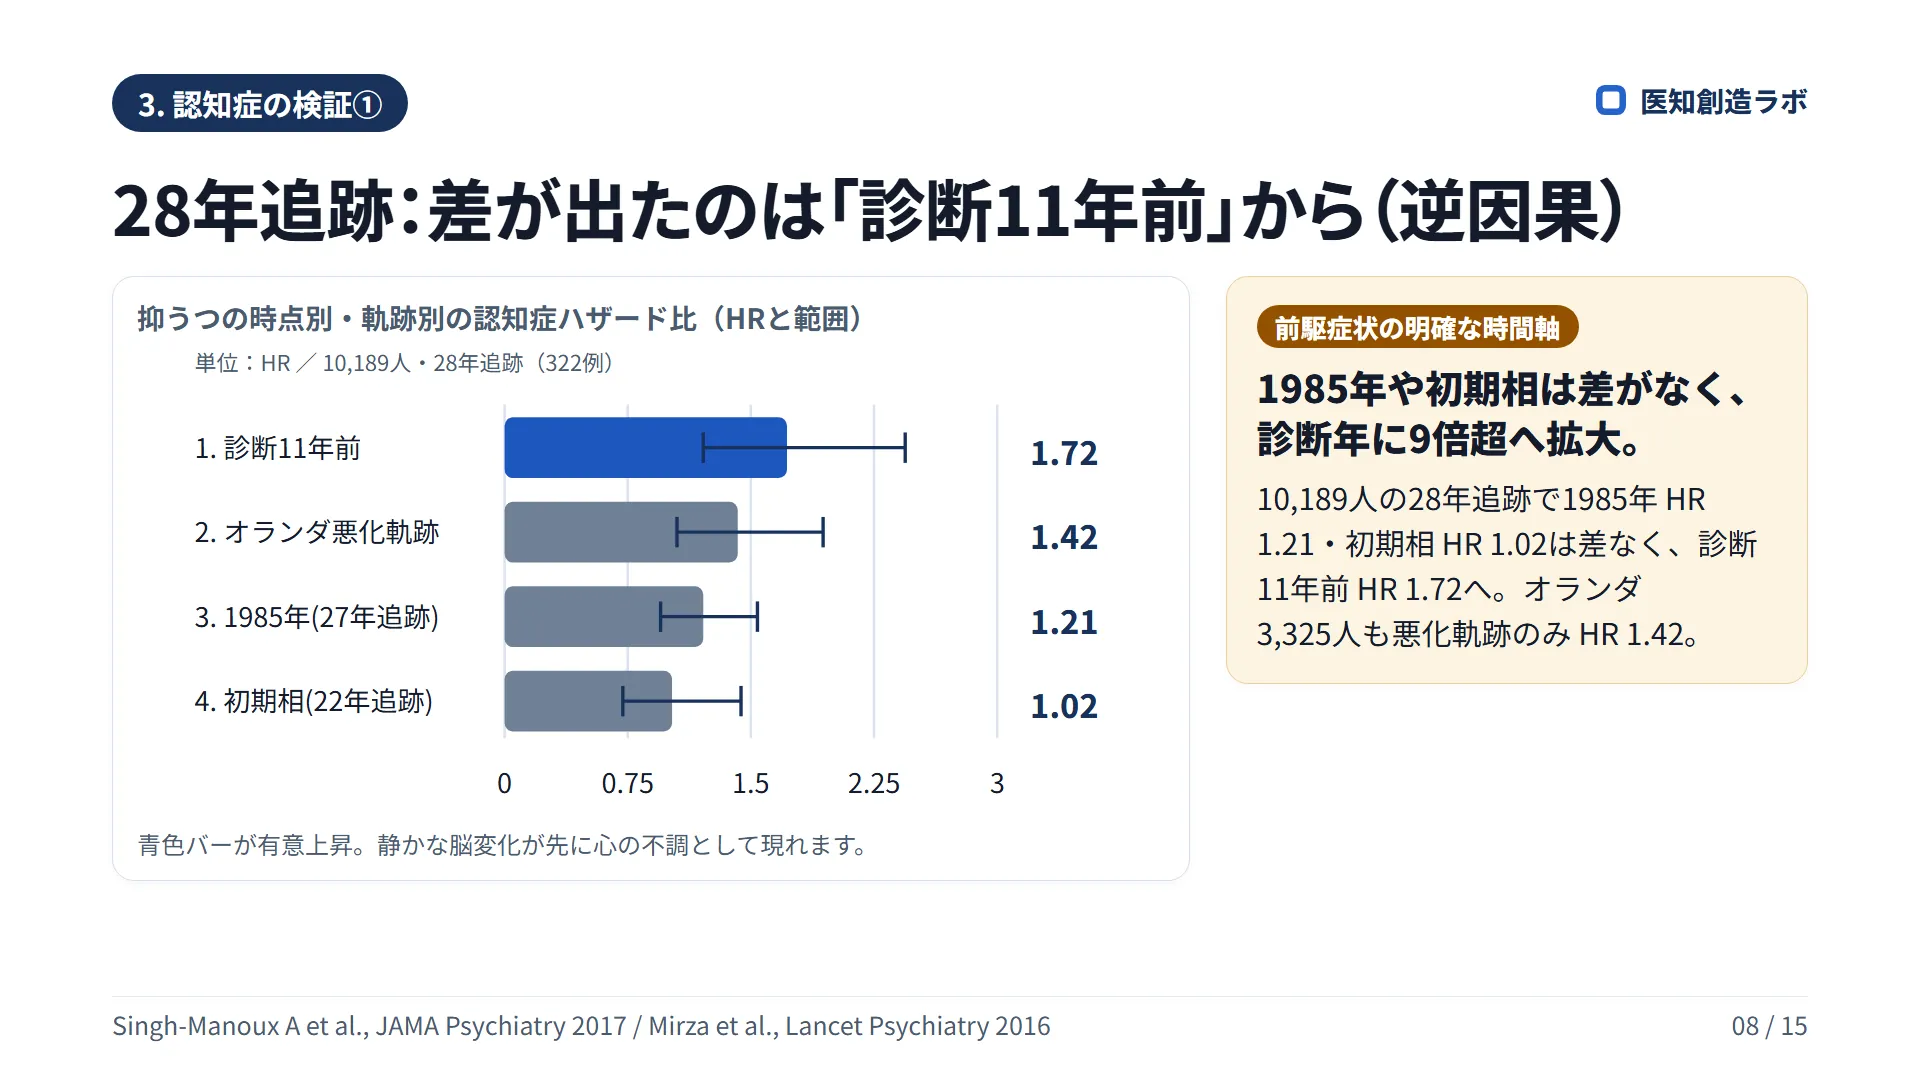 3. 認知症の検証①
医知創造ラボ
28年追跡：差が出たのは「診断11年前」から（逆因果）
抑うつの時点別・軌跡別の認知症ハザード比（HRと範囲）
単位：HR ／ 10,189人・28年追跡（322例）
1. 診断11年前
1.72
2. オランダ悪化軌跡
1.42
3. 1985年(27年追跡)
1.21
4. 初期相(22年追跡)
1.02
0 0.75 1.5 2.25 3
青色バーが有意上昇。静かな脳変化が先に心の不調として現れます。
前駆症状の明確な時間軸
1985年や初期相は差がなく、
診断年に9倍超へ拡大。
10,189人の28年追跡で1985年 HR
1.21・初期相 HR 1.02は差なく、診断
11年前 HR 1.72へ。オランダ
3,325人も悪化軌跡のみ HR 1.42。
Singh-Manoux A et al., JAMA Psychiatry 2017 / Mirza et al., Lancet Psychiatry 2016
08 / 15